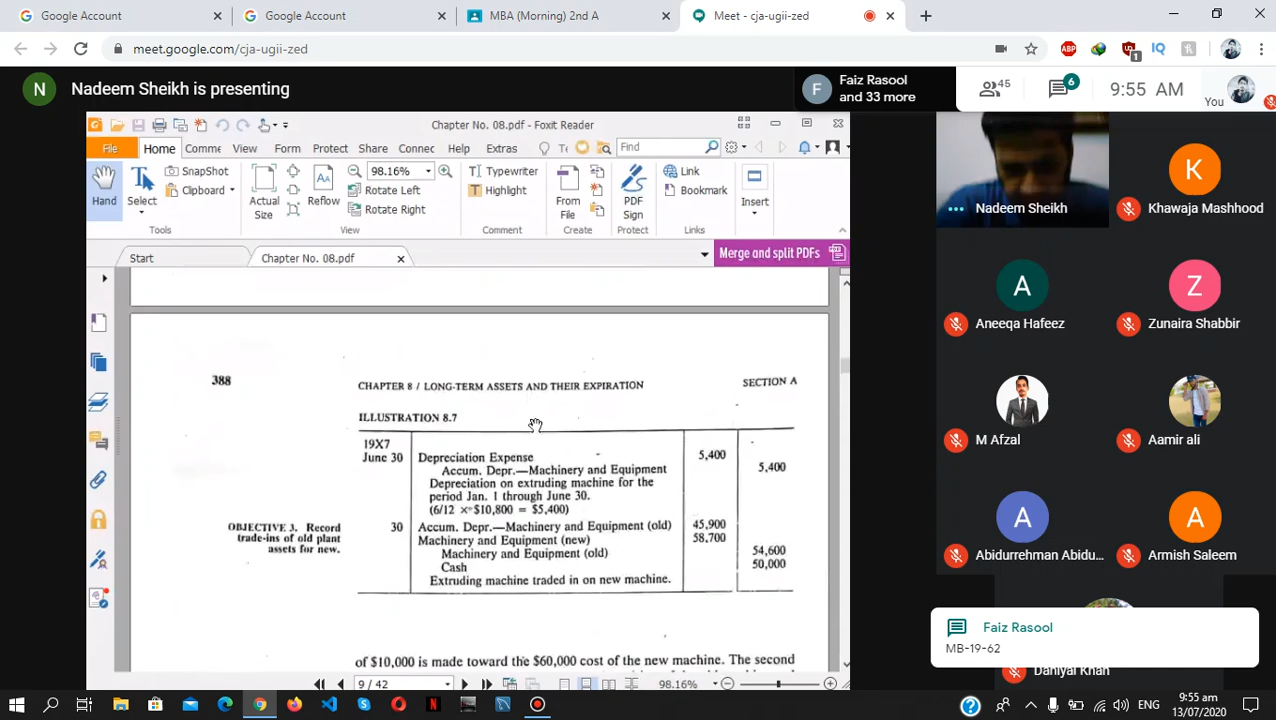 Google Account
Google Account
MBA (Morning) 2nd A
Meet - cja-ugii-zed
meet.google.com/cja-ugii-zed
ABP
1
IQ
N
Nadeem Sheikh is presenting
F
Faiz Rasool
and 33 more
45
6
9:55 AM
You
Chapter No. 08.pdf - Foxit Reader
File
Home
Comme
View
Form
Protect
Share
Connec
Help
Extras
Find
Hand
Select
SnapShot
Clipboard
Tools
Actual
Size
Reflow
98.16%
Rotate Left
Rotate Right
View
Typewriter
Highlight
Comment
From
File
Create
PDF
Sign
Protect
Link
Bookmark
Links
Insert
Start
Chapter No. 08.pdf
Merge and split PDFs
388
CHAPTER 8 / LONG-TERM ASSETS AND THEIR EXPIRATION
SECTION A
ILLUSTRATION 8.7
19X7
June 30 Depreciation Expense 5,400
Accum. Depr.—Machinery and Equipment 5,400
Depreciation on extruding machine for the
period Jan. 1 through June 30.
(6/12 × $10,800 = $5,400)
OBJECTIVE 3. Record
trade-ins of old plant
assets for new.
30 Accum. Depr.—Machinery and Equipment (old) 45,900
Machinery and Equipment (new) 58,700
Machinery and Equipment (old) 54,600
Cash 50,000
Extruding machine traded in on new machine.
of $10,000 is made toward the $60,000 cost of the new machine. The second
9 / 42
98.16%
Nadeem Sheikh
K
Khawaja Mashhood
A
Aneeqa Hafeez
Z
Zunaira Shabbir
M Afzal
Aamir ali
A
Abidurrehman Abidu...
A
Armish Saleem
Faiz Rasool
MB-19-62
Daniyal Khan
ENG
9:55 am
13/07/2020